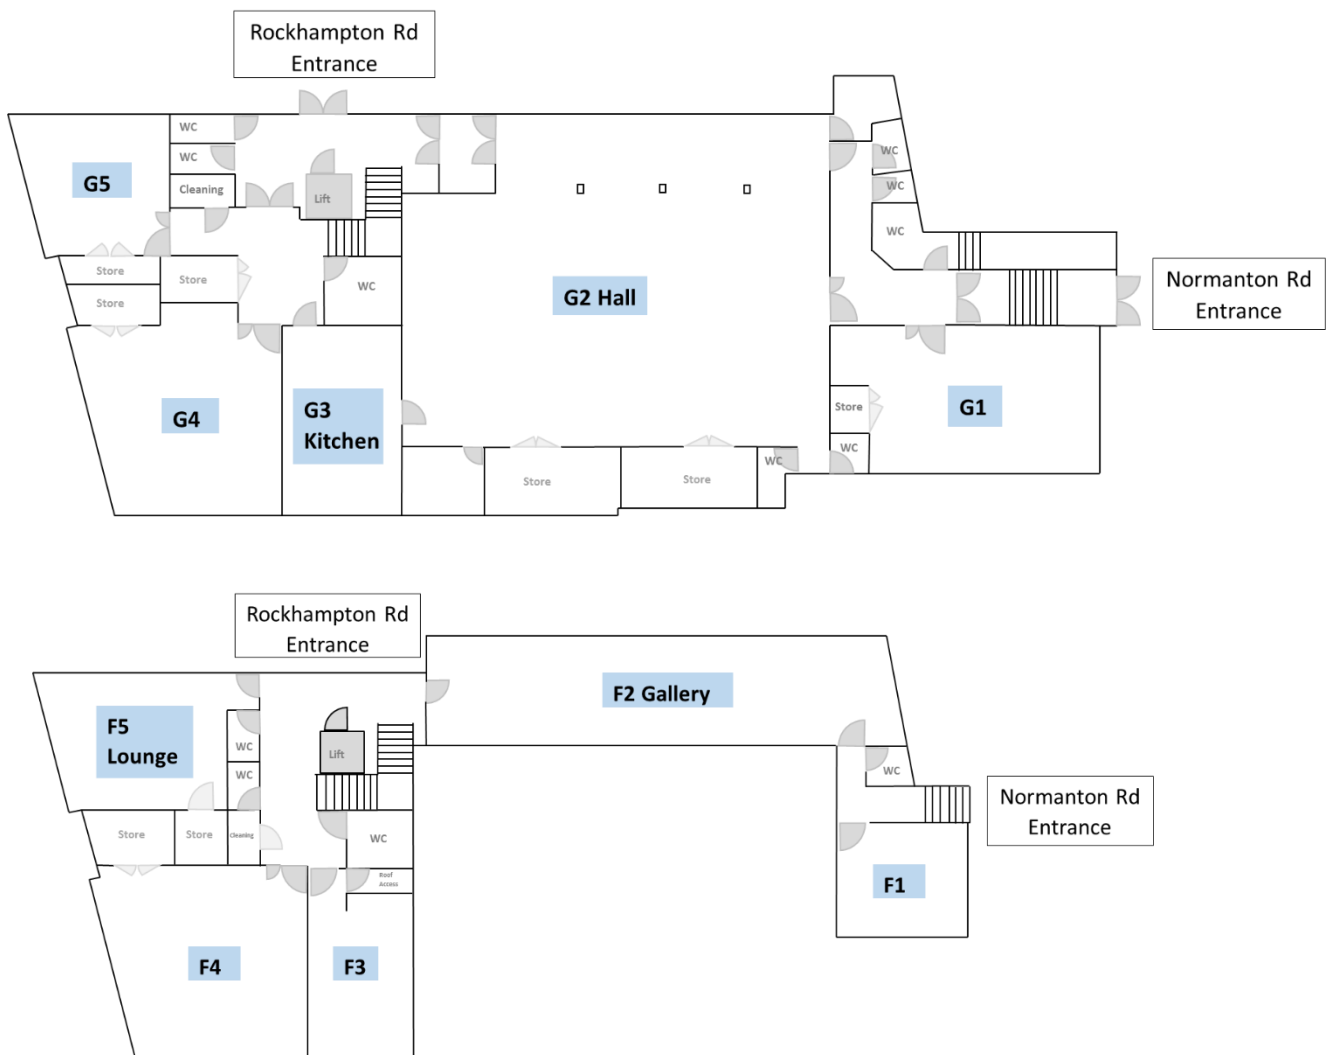 Rockhampton Rd
Entrance
WC
WC
WC
G5
Cleaning
Lift
WC
WC
Store
Store
WC
Normanton Rd
Entrance
Store
G2 Hall
G4
G3
Kitchen
Store
G1
WC
WC
Store
Store
Rockhampton Rd
Entrance
F2 Gallery
F5
Lounge
WC
Lift
WC
WC
Normanton Rd
Entrance
Store
Store
Cleaning
WC
Roof
Access
F1
F4
F3